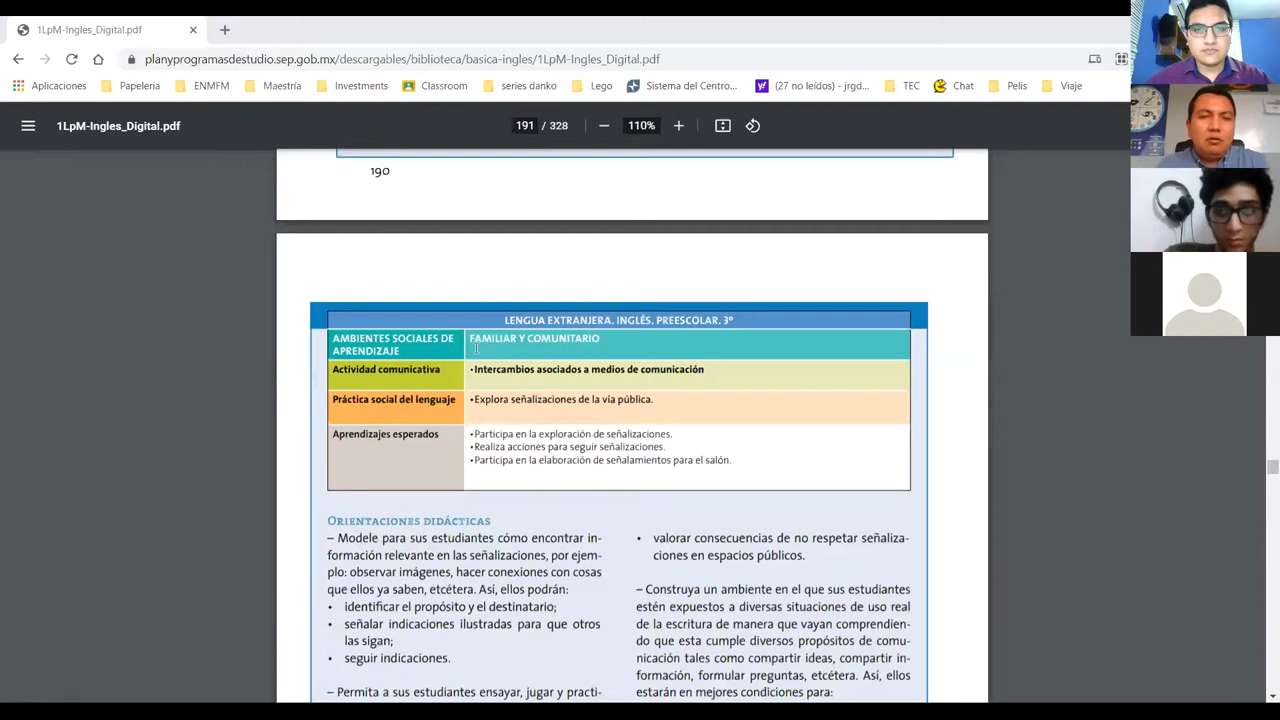 1LpM-Ingles_Digital.pdf
planyprogramasdestudio.sep.gob.mx/descargables/biblioteca/basica-ingles/1LpM-Ingles_Digital.pdf
Aplicaciones Papeleria ENMFM Maestría Investments Classroom series danko Lego Sistema del Centro... (27 no leídos) - jrgd... TEC Chat Pelis Viaje
1LpM-Ingles_Digital.pdf 191 / 328 110%
190
LENGUA EXTRANJERA. INGLÉS. PREESCOLAR. 3º
AMBIENTES SOCIALES DE FAMILIAR Y COMUNITARIO
APRENDIZAJE
Actividad comunicativa •Intercambios asociados a medios de comunicación
Práctica social del lenguaje •Explora señalizaciones de la vía pública.
Aprendizajes esperados •Participa en la exploración de señalizaciones.
•Realiza acciones para seguir señalizaciones.
•Participa en la elaboración de señalamientos para el salón.
ORIENTACIONES DIDÁCTICAS
– Modele para sus estudiantes cómo encontrar in-
formación relevante en las señalizaciones, por ejem-
plo: observar imágenes, hacer conexiones con cosas
que ellos ya saben, etcétera. Así, ellos podrán:
• identificar el propósito y el destinatario;
• señalar indicaciones ilustradas para que otros
las sigan;
• seguir indicaciones.
– Permita a sus estudiantes ensayar, jugar y practi-
• valorar consecuencias de no respetar señaliza-
ciones en espacios públicos.
– Construya un ambiente en el que sus estudiantes
estén expuestos a diversas situaciones de uso real
de la escritura de manera que vayan comprendien-
do que esta cumple diversos propósitos de comu-
nicación tales como compartir ideas, compartir in-
formación, formular preguntas, etcétera. Así, ellos
estarán en mejores condiciones para: